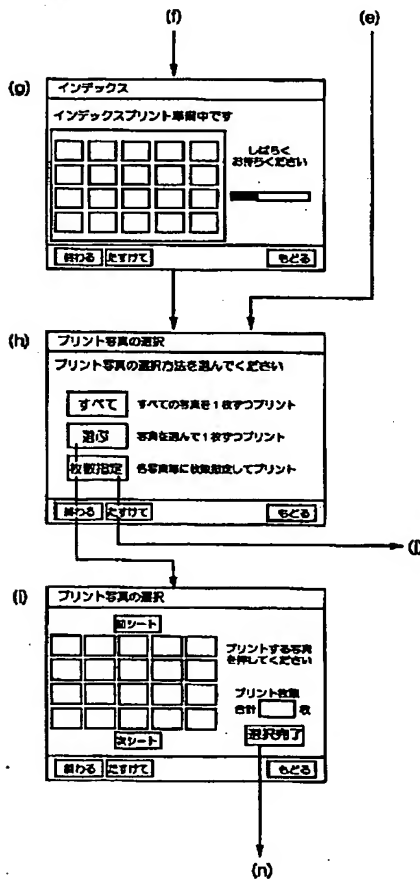 (f) (e)
(g)
インデックス
インデックスプリント準備中です
しばらく
お待ちください
終わる たすけて もどる
(h)
プリント写真の選択
プリント写真の選択方法を選んでください
すべて すべての写真を1枚ずつプリント
選ぶ 写真を選んで1枚ずつプリント
枚数指定 各写真毎に枚数指定してプリント
終わる たすけて もどる
(j)
(i)
プリント写真の選択
前シート
プリントする写真
を押してください
プリント枚数
合計 枚
次シート 選択完了
終わる たすけて もどる
(n)